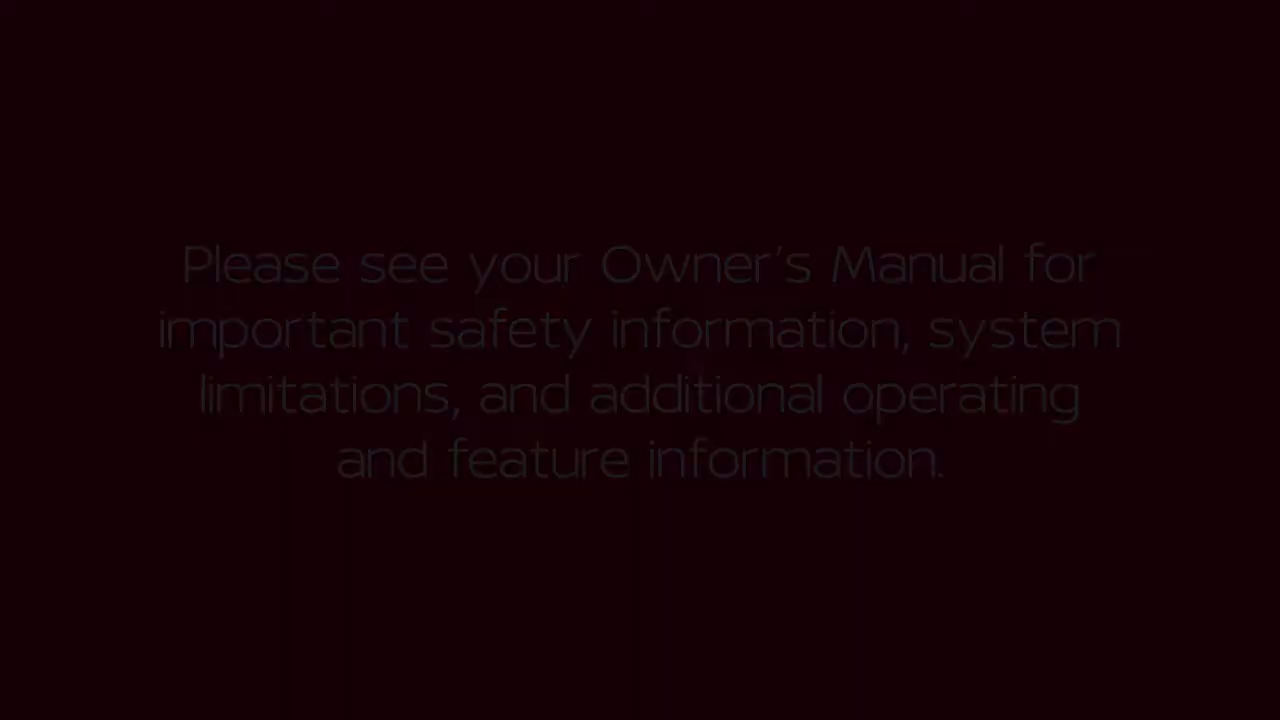 Please see your Owner's Manual for
important safety information, system
limitations, and additional operating
and feature information.